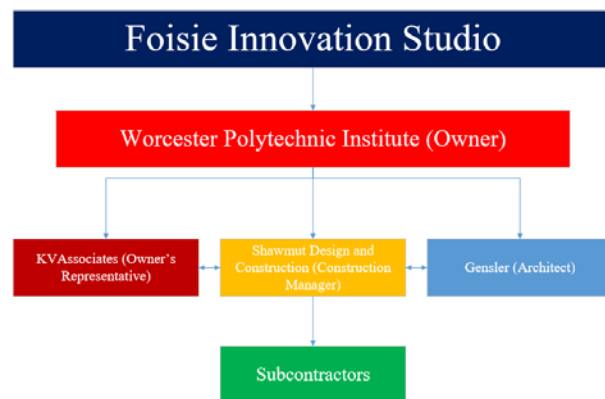 Foisie Innovation Studio
Worcester Polytechnic Institute (Owner)
KVAssociates (Owner's
Representative)
Shawmut Design and
Construction (Construction
Manager)
Gensler (Architect)
Subcontractors